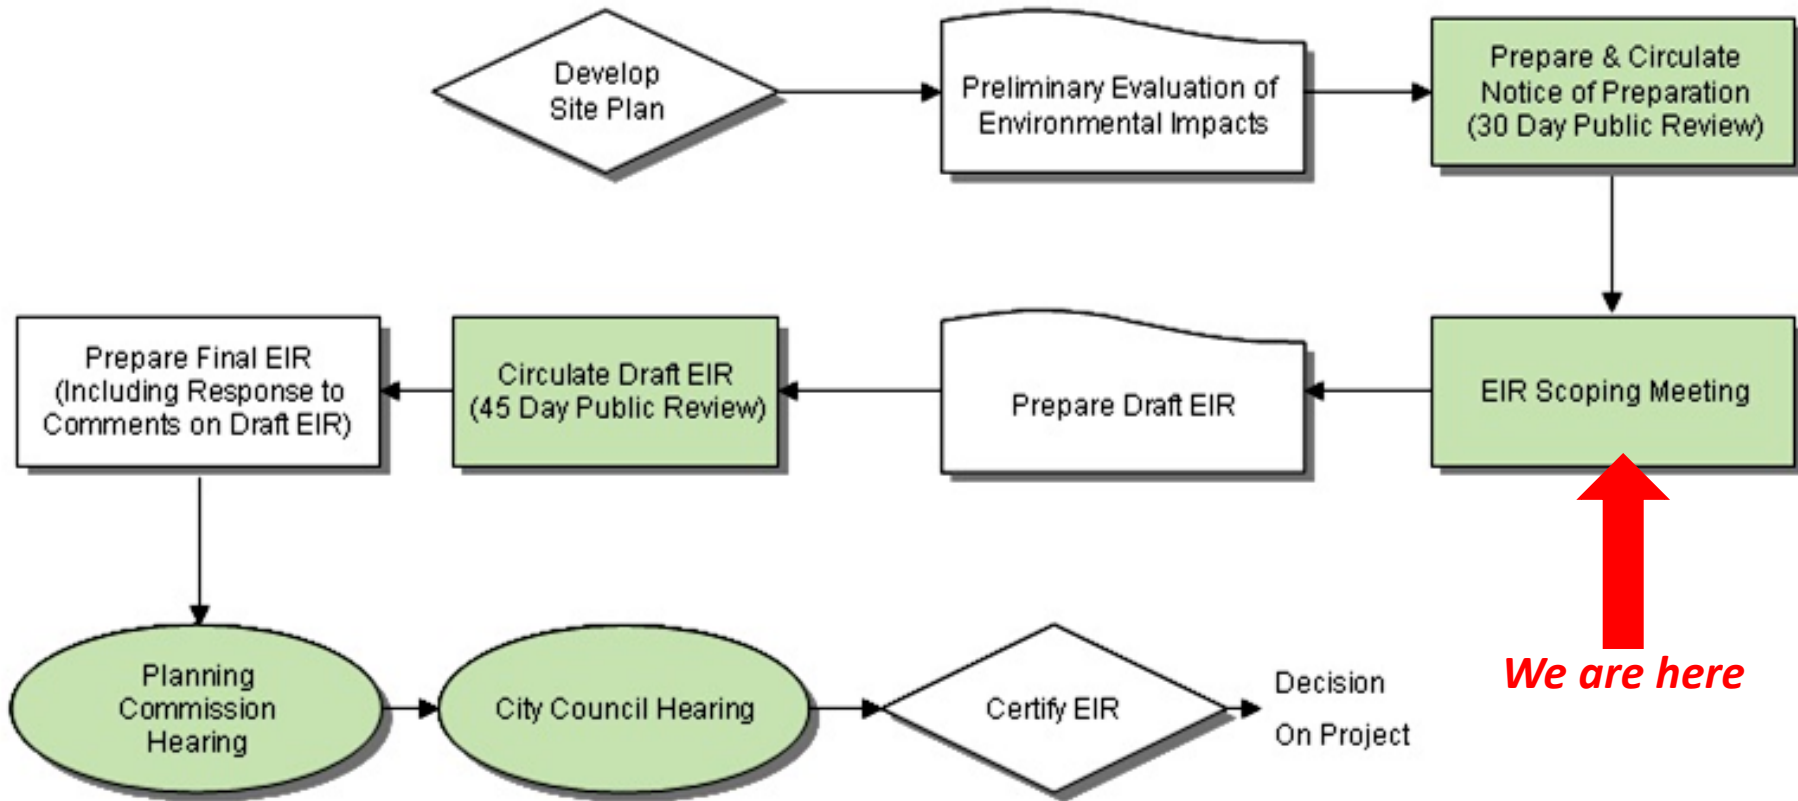 Develop
Site Plan
Preliminary Evaluation of
Environmental Impacts
Prepare & Circulate
Notice of Preparation
(30 Day Public Review)
EIR Scoping Meeting
We are here
Prepare Draft EIR
Circulate Draft EIR
(45 Day Public Review)
Prepare Final EIR
(Including Response to
Comments on Draft EIR)
Planning
Commission
Hearing
City Council Hearing
Certify EIR
Decision
On Project